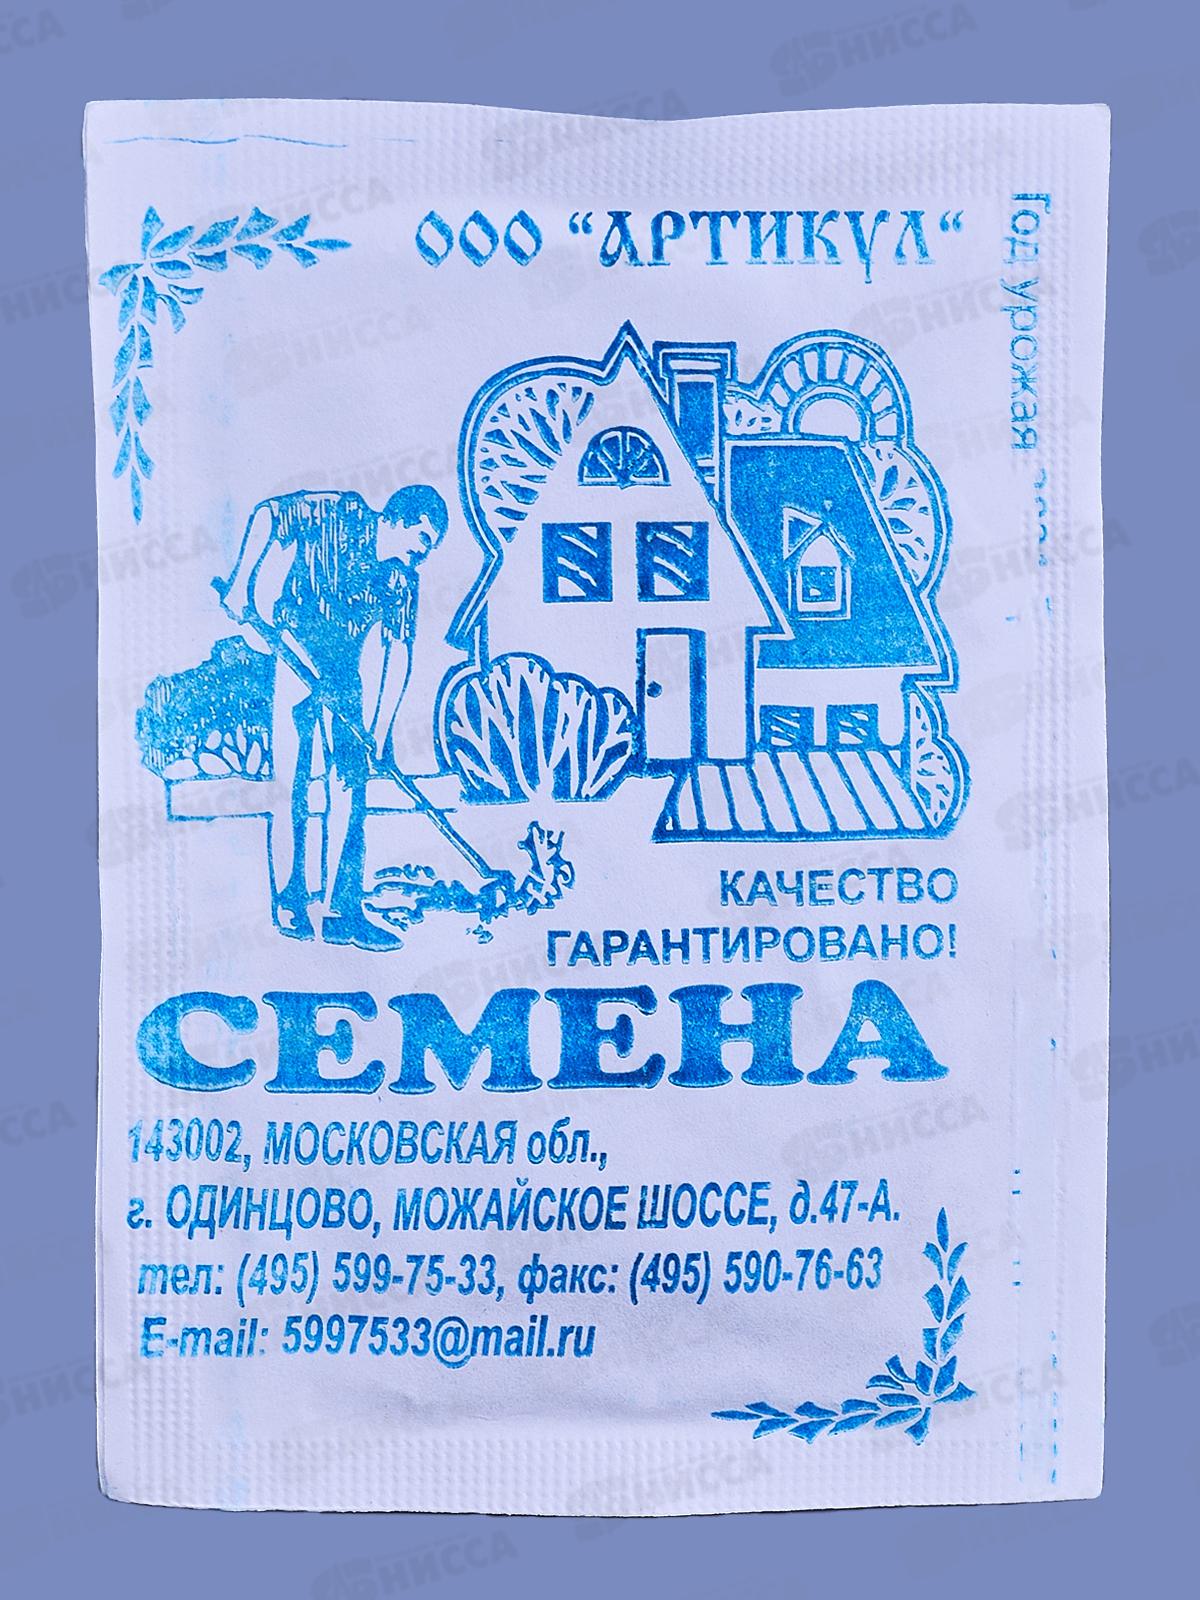 ООО “АРТИКУЛ“
Год урожая
КАЧЕСТВО
ГАРАНТИРОВАНО!
СЕМЕНА
143002, МОСКОВСКАЯ обл.,
г. ОДИНЦОВО, МОЖАЙСКОЕ ШОССЕ, д.47-А.
тел: (495) 599-75-33, факс: (495) 590-76-63
E-mail: 5997533@mail.ru